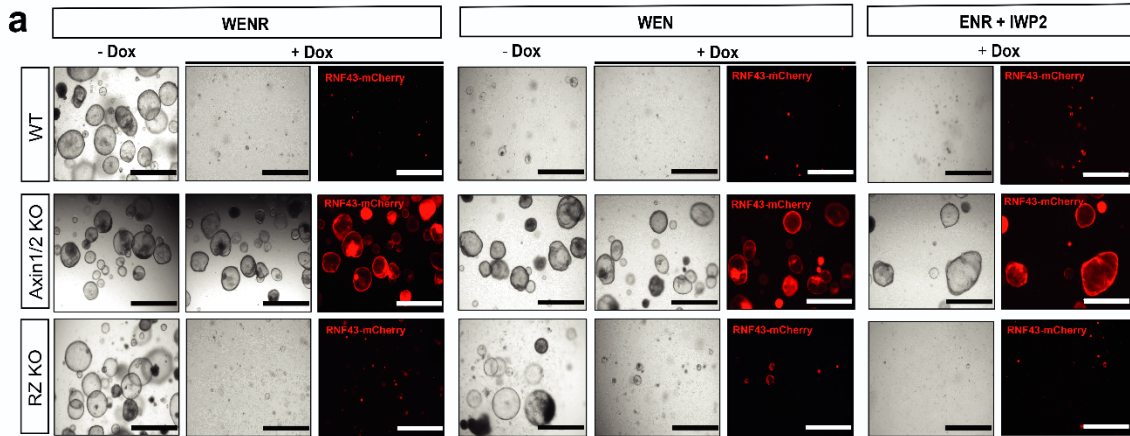 a
WENR
WEN
ENR + IWP2
- Dox
+ Dox
- Dox
+ Dox
+ Dox
WT
RNF43-mCherry
RNF43-mCherry
RNF43-mCherry
Axin1/2 KO
RNF43-mCherry
RNF43-mCherry
RNF43-mCherry
RZ KO
RNF43-mCherry
RNF43-mCherry
RNF43-mCherry